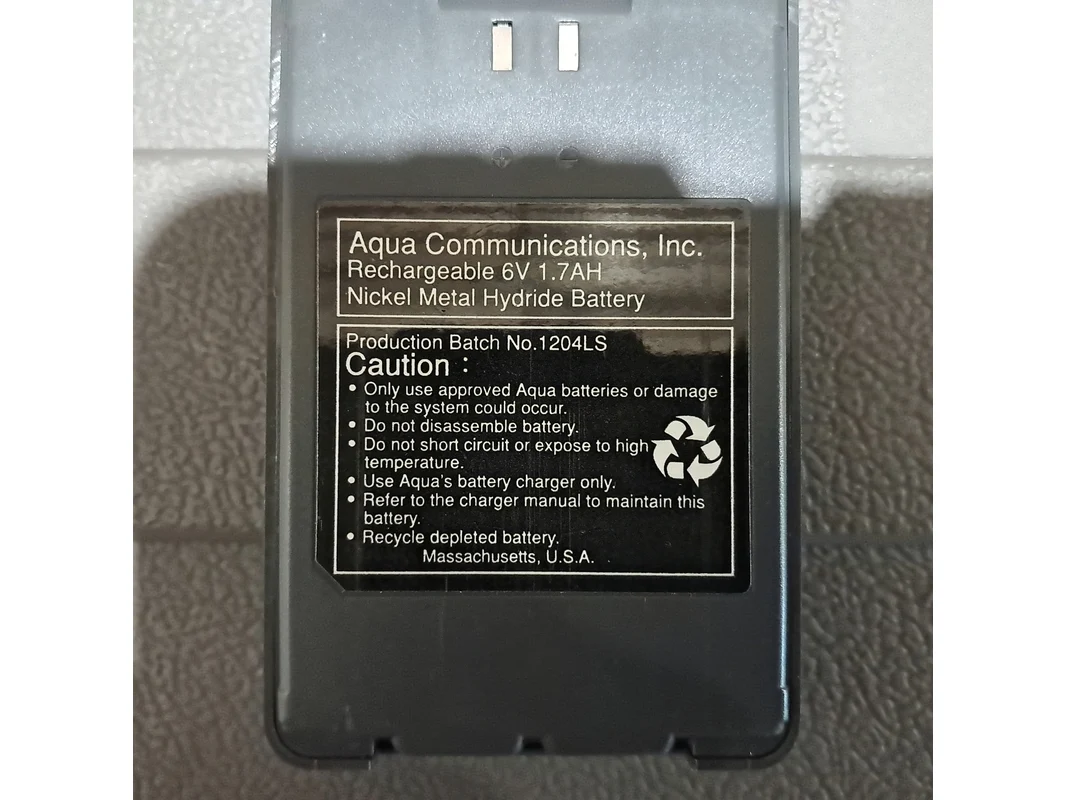 + −
Aqua Communications, Inc.
Rechargeable 6V 1.7AH
Nickel Metal Hydride Battery
Production Batch No.1204LS
Caution :
• Only use approved Aqua batteries or damage
to the system could occur.
• Do not disassemble battery.
• Do not short circuit or expose to high
temperature.
• Use Aqua's battery charger only.
• Refer to the charger manual to maintain this
battery.
• Recycle depleted battery.
Massachusetts, U.S.A.